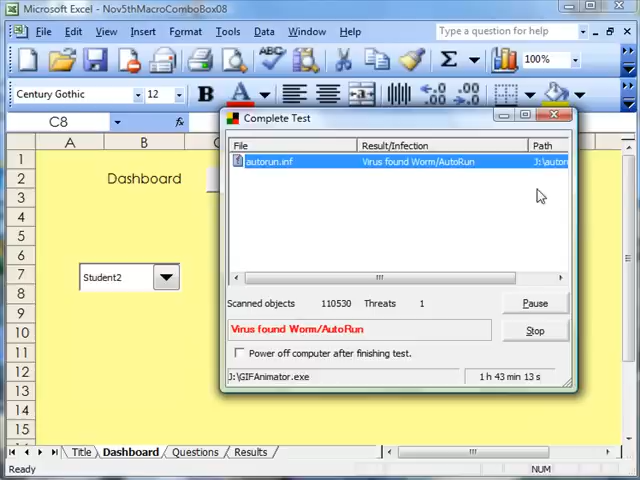 Microsoft Excel - Nov5thMacroComboBox08
File Edit View Insert Format Tools Data Window Help
Type a question for help
Σ 100%
Century Gothic 12 B A
C8 fx
A B C
1
2
3
4
5
6
7
8
9
10
11
12
13
14
15
Dashboard
Student2
Complete Test
File Result/Infection Path
autorun.inf Virus found Worm/AutoRun J:\autor
Scanned objects 110530 Threats 1 Pause
Virus found Worm/AutoRun Stop
Power off computer after finishing test.
J:\GIFAnimator.exe 1 h 43 min 13 s
Title Dashboard Questions Results
Ready NUM